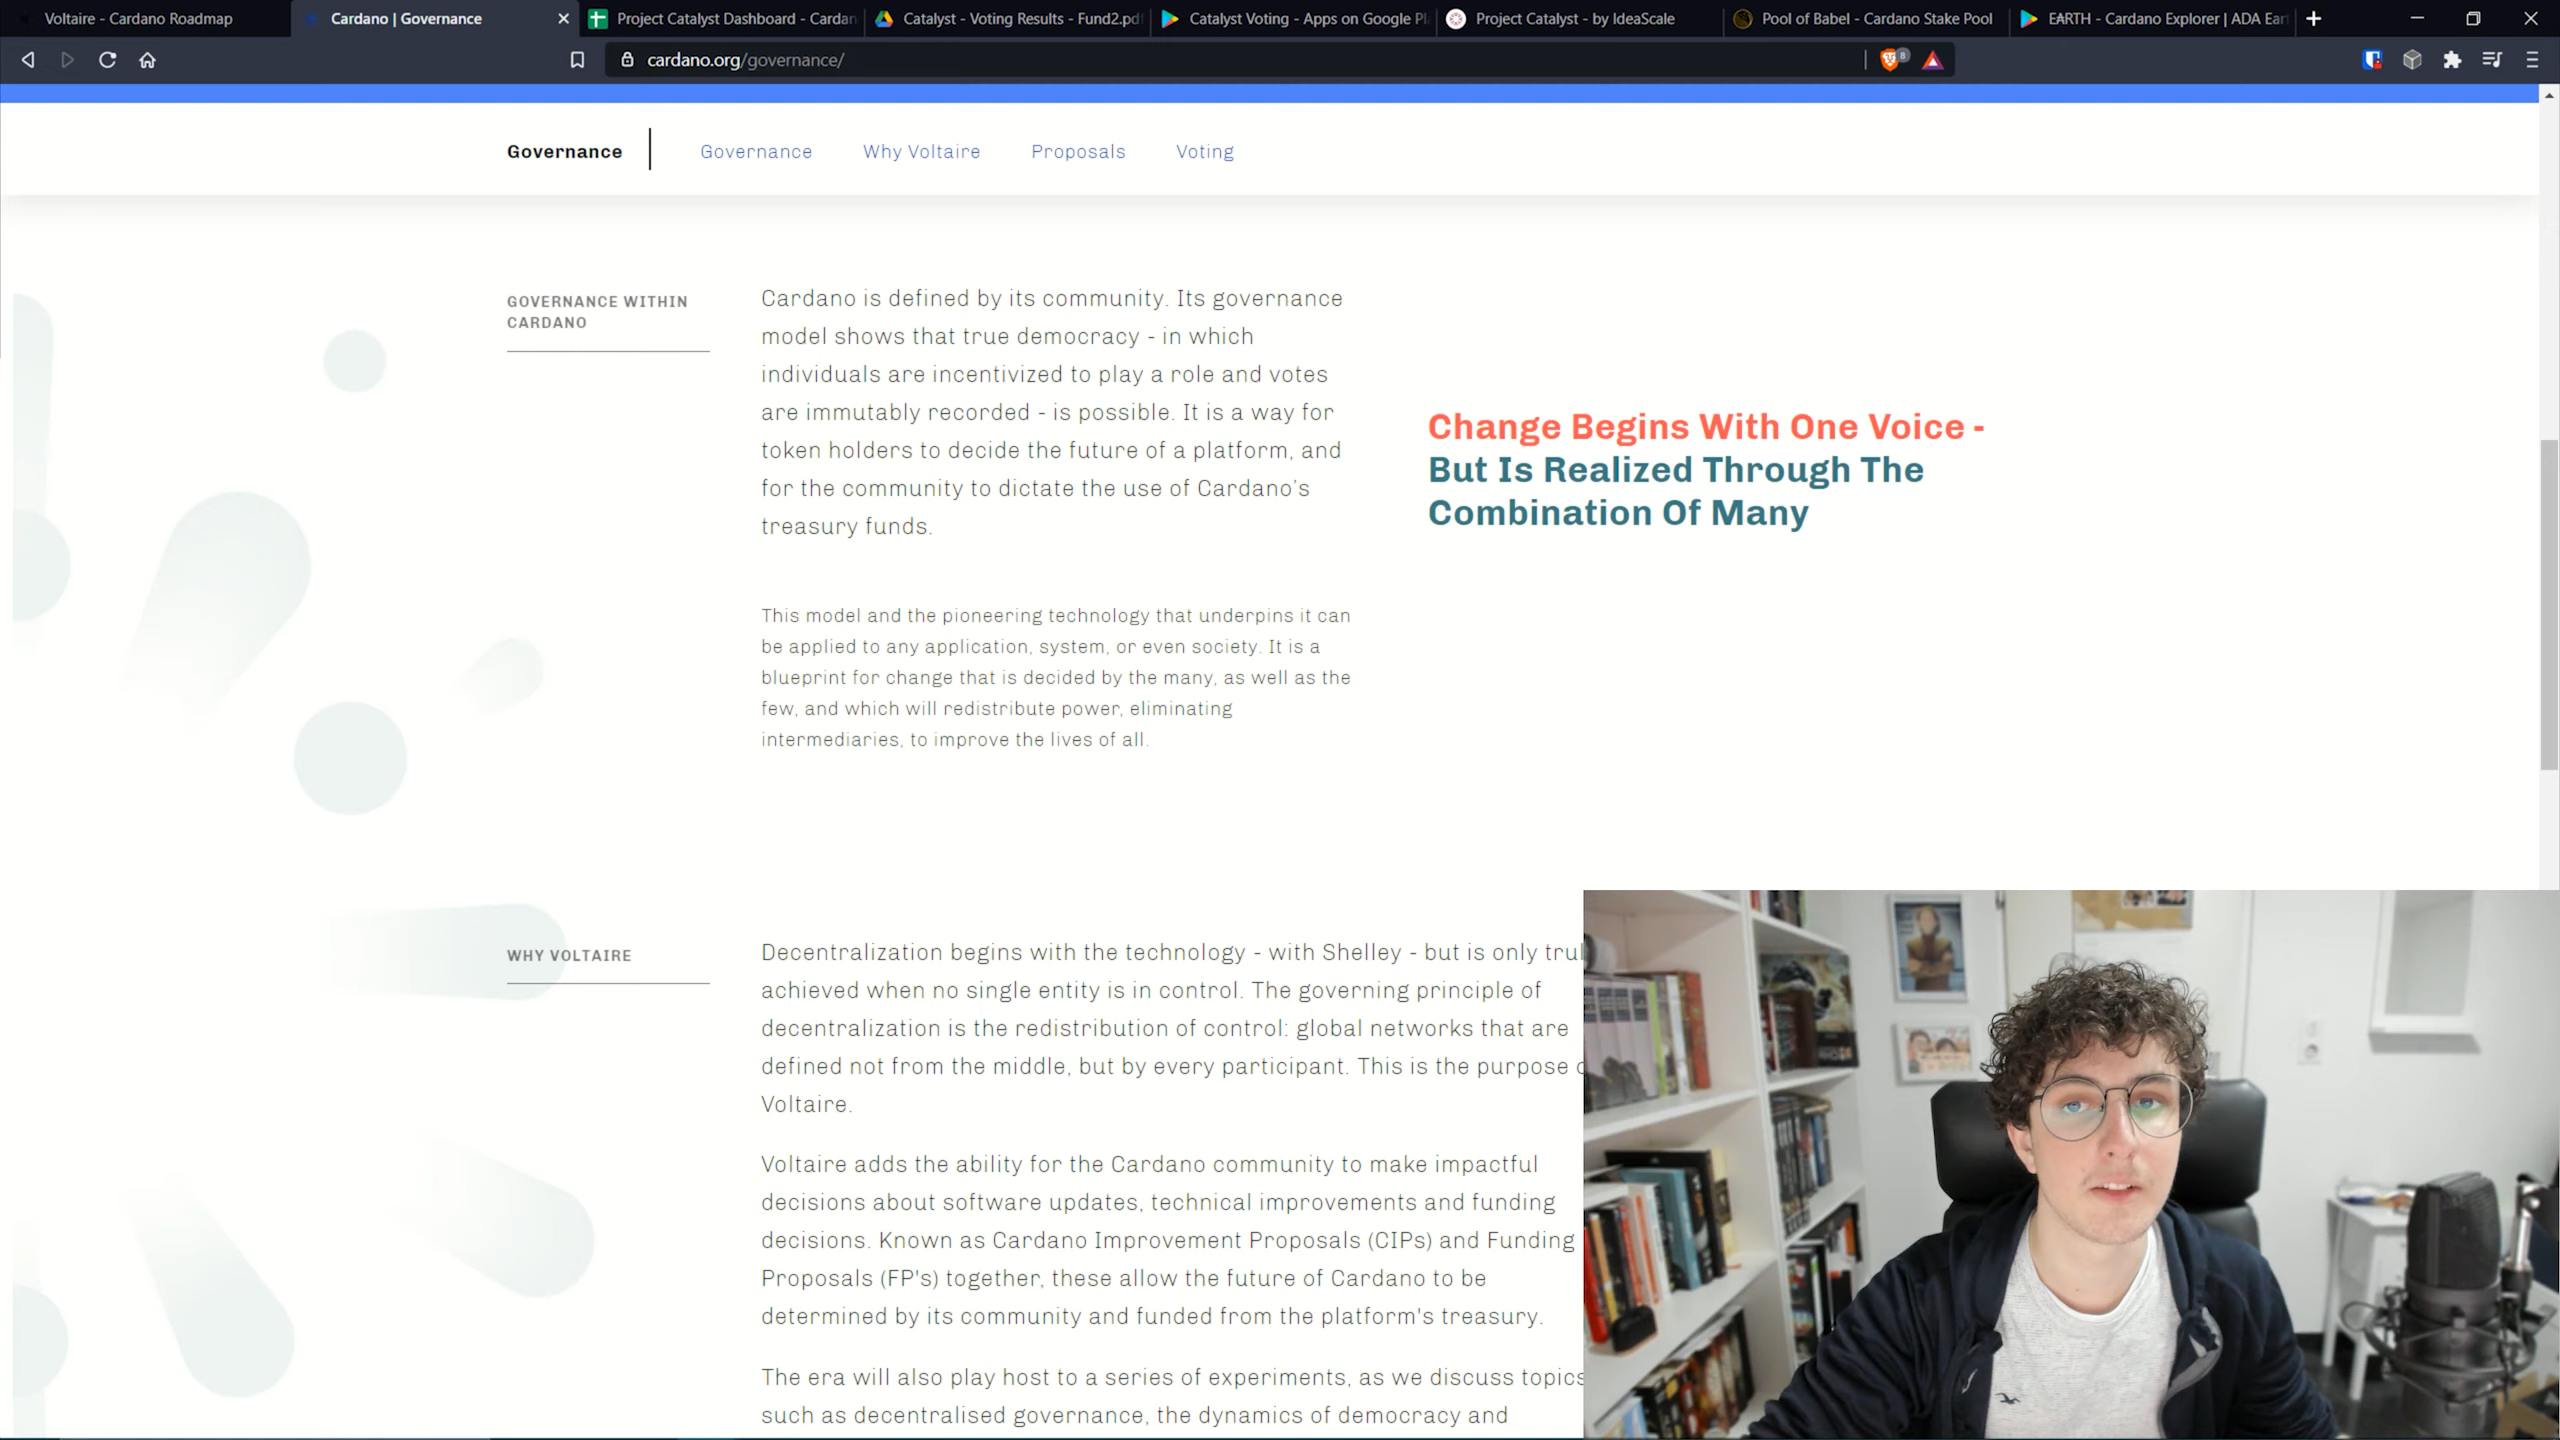 Voltaire - Cardano Roadmap
Cardano | Governance
Project Catalyst Dashboard - Cardan
Catalyst - Voting Results - Fund2.pdf
Catalyst Voting - Apps on Google Pl
Project Catalyst - by IdeaScale
Pool of Babel - Cardano Stake Pool
EARTH - Cardano Explorer | ADA Ear
cardano.org/governance/
8
Governance
Governance
Why Voltaire
Proposals
Voting
GOVERNANCE WITHIN
CARDANO
Cardano is defined by its community. Its governance
model shows that true democracy - in which
individuals are incentivized to play a role and votes
are immutably recorded - is possible. It is a way for
token holders to decide the future of a platform, and
for the community to dictate the use of Cardano's
treasury funds.
Change Begins With One Voice -
But Is Realized Through The
Combination Of Many
This model and the pioneering technology that underpins it can
be applied to any application, system, or even society. It is a
blueprint for change that is decided by the many, as well as the
few, and which will redistribute power, eliminating
intermediaries, to improve the lives of all.
WHY VOLTAIRE
Decentralization begins with the technology - with Shelley - but is only trul
achieved when no single entity is in control. The governing principle of
decentralization is the redistribution of control: global networks that are
defined not from the middle, but by every participant. This is the purpose o
Voltaire.
Voltaire adds the ability for the Cardano community to make impactful
decisions about software updates, technical improvements and funding
decisions. Known as Cardano Improvement Proposals (CIPs) and Funding
Proposals (FP's) together, these allow the future of Cardano to be
determined by its community and funded from the platform's treasury.
The era will also play host to a series of experiments, as we discuss topics
such as decentralised governance, the dynamics of democracy and